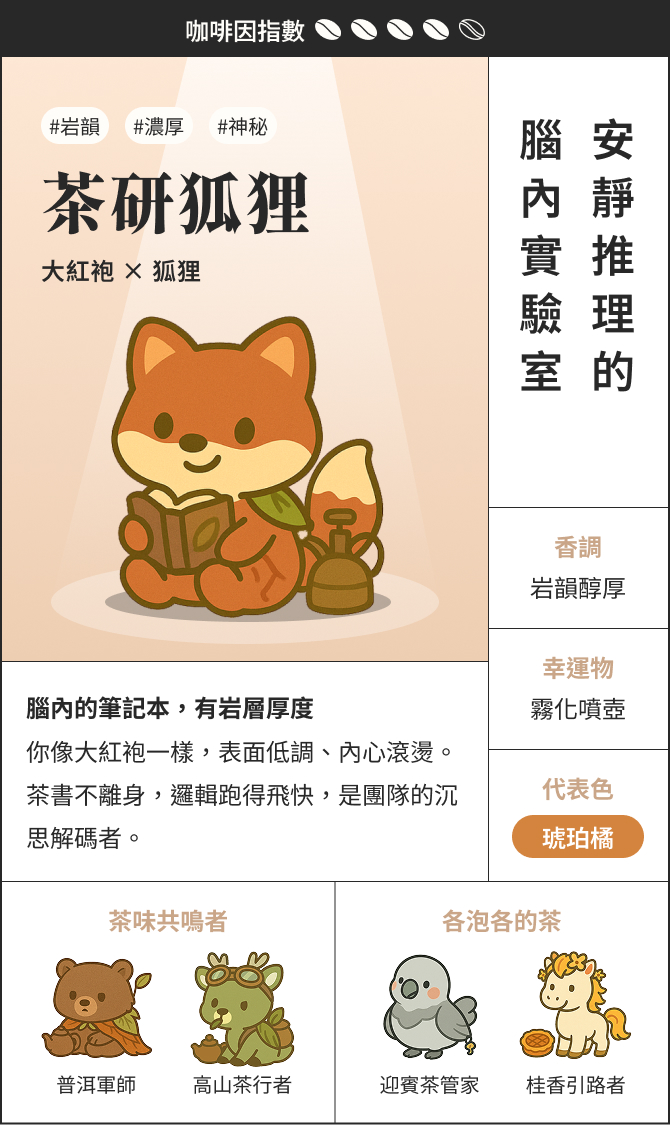 咖啡因指數
#岩韻 #濃厚 #神秘
茶研狐狸
大紅袍 × 狐狸
安靜推理的
腦內實驗室
香調
岩韻醇厚
幸運物
霧化噴壺
代表色
琥珀橘
腦內的筆記本，有岩層厚度
你像大紅袍一樣，表面低調、內心滾燙。
茶書不離身，邏輯跑得飛快，是團隊的沉
思解碼者。
茶味共鳴者
普洱軍師 高山茶行者
各泡各的茶
迎賓茶管家 桂香引路者